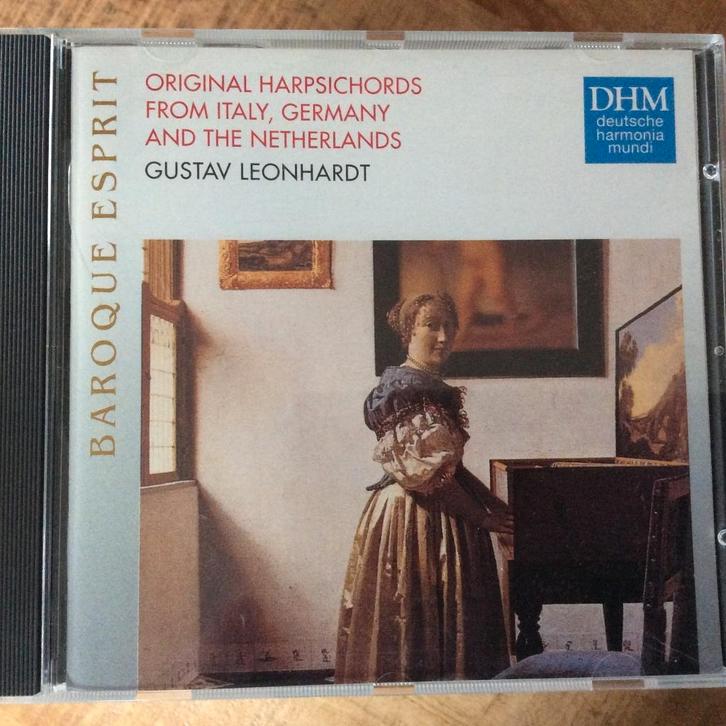 BAROQUE ESPRIT
ORIGINAL HARPSICHORDS
FROM ITALY, GERMANY
AND THE NETHERLANDS
GUSTAV LEONHARDT
DHM
deutsche
harmonia
mundi